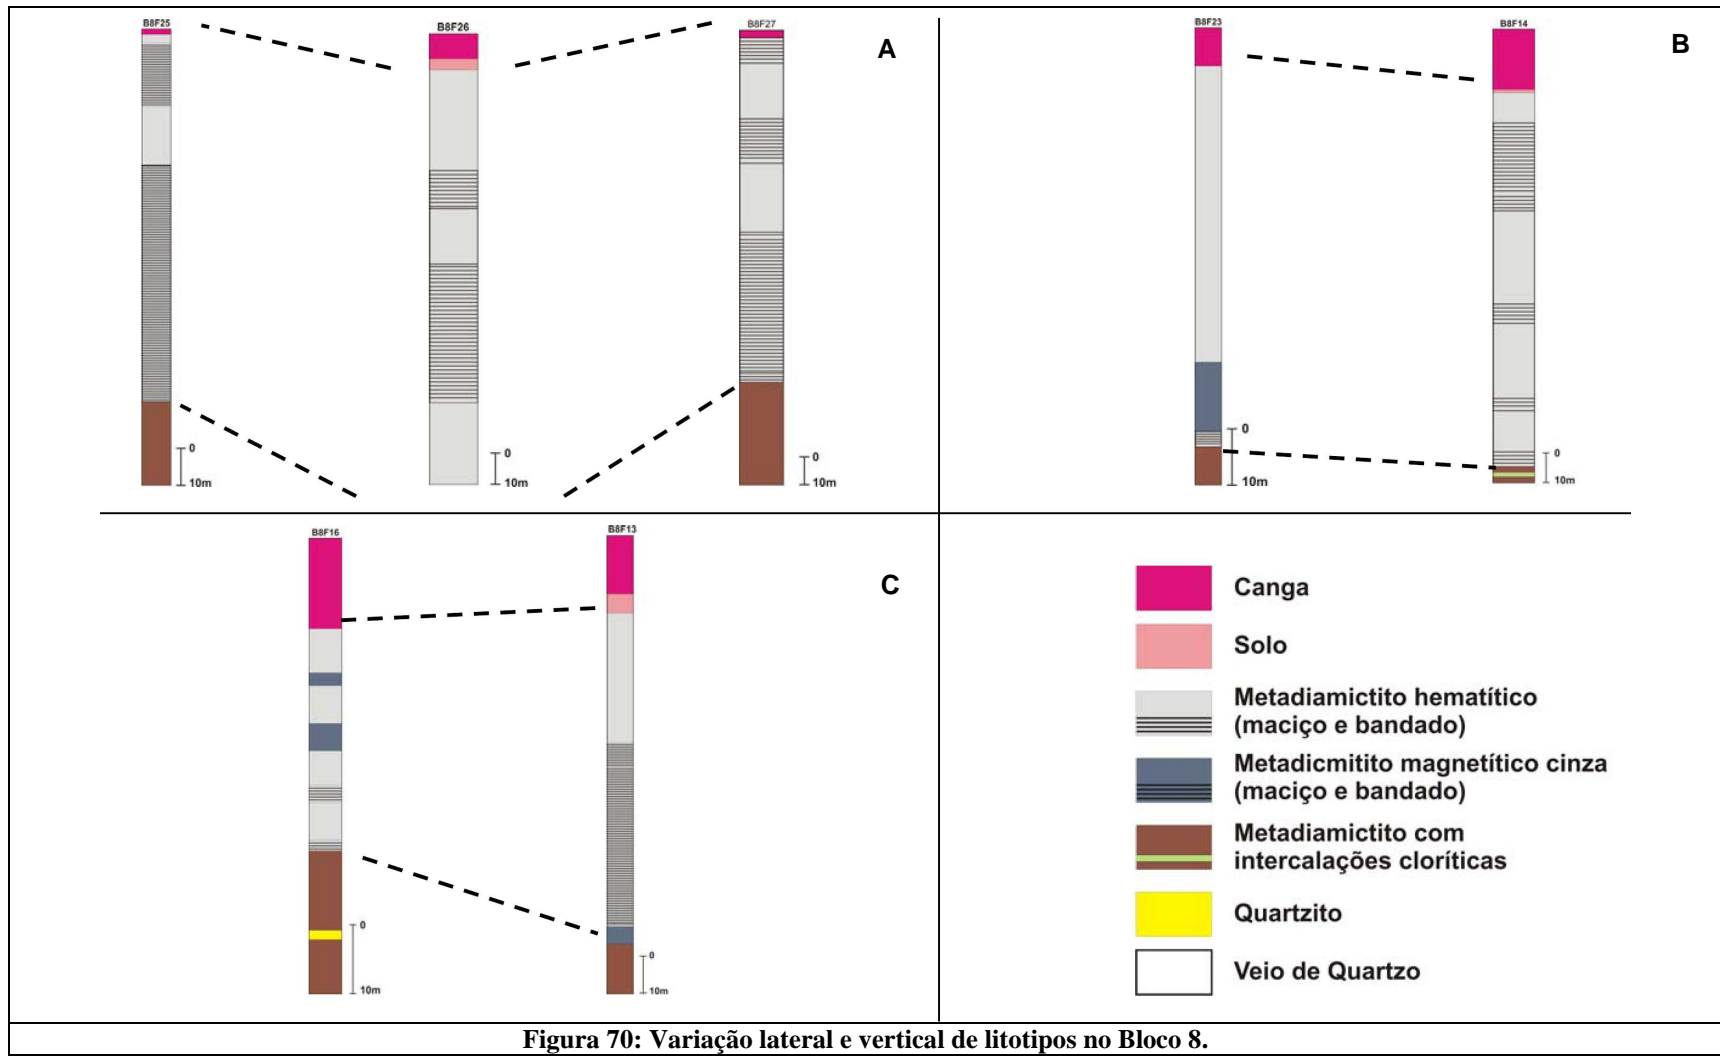 B8F25
B8F26
B8F27
A
0
10m
0
10m
0
10m
B8F23
B8F14
B
0
10m
0
10m
B8F16
B8F13
C
0
10m
0
10m
Canga
Solo
Metadiamictito hematítico
(maciço e bandado)
Metadicmitito magnetítico cinza
(maciço e bandado)
Metadiamictito com
intercalações cloríticas
Quartzito
Veio de Quartzo
Figura 70: Variação lateral e vertical de litotipos no Bloco 8.